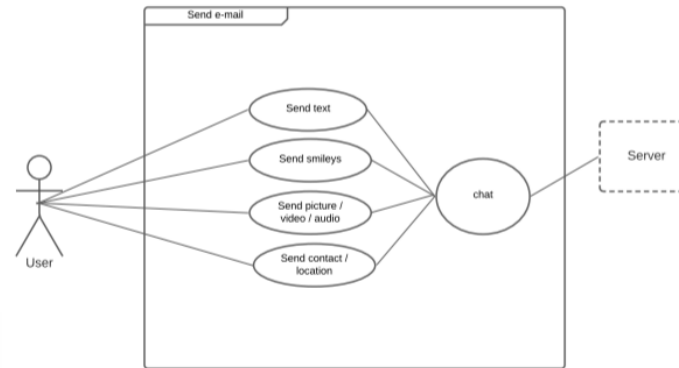 Send e-mail
Send text
Send smileys
Send picture /
video / audio
Send contact /
location
chat
Server
User